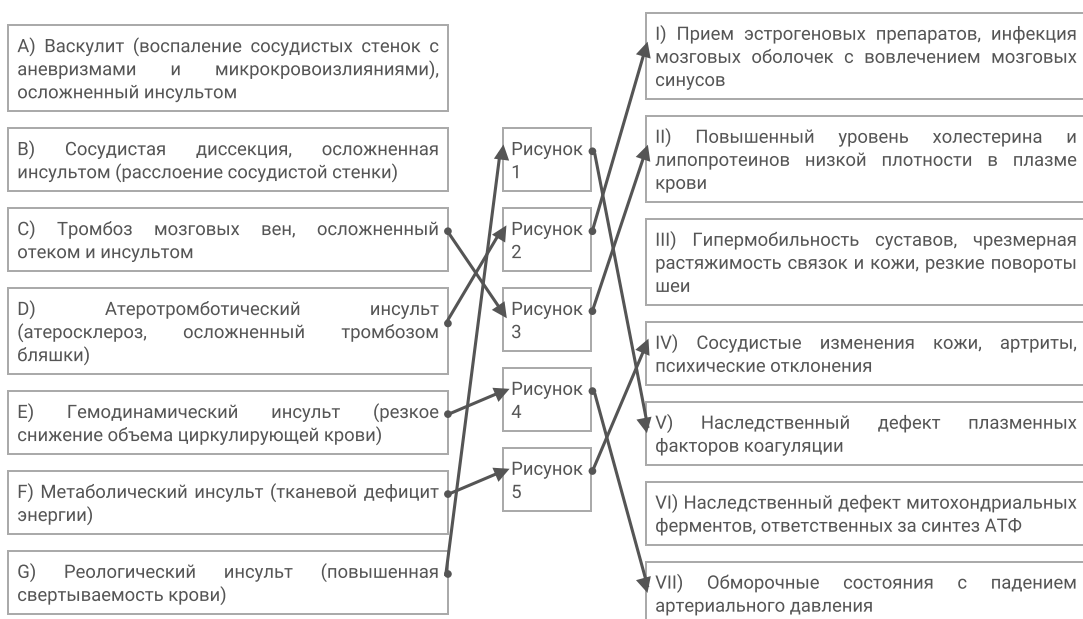 A) Васкулит (воспаление сосудистых стенок с
аневризмами и микрокровоизлияниями),
осложненный инсультом
B) Сосудистая диссекция, осложненная
инсультом (расслоение сосудистой стенки)
C) Тромбоз мозговых вен, осложненный
отеком и инсультом
D) Атеротромботический инсульт
(атеросклероз, осложненный тромбозом
бляшки)
E) Гемодинамический инсульт (резкое
снижение объема циркулирующей крови)
F) Метаболический инсульт (тканевой дефицит
энергии)
G) Реологический инсульт (повышенная
свертываемость крови)
Рисунок
1
Рисунок
2
Рисунок
3
Рисунок
4
Рисунок
5
I) Прием эстрогеновых препаратов, инфекция
мозговых оболочек с вовлечением мозговых
синусов
II) Повышенный уровень холестерина и
липопротеинов низкой плотности в плазме
крови
III) Гипермобильность суставов, чрезмерная
растяжимость связок и кожи, резкие повороты
шеи
IV) Сосудистые изменения кожи, артриты,
психические отклонения
V) Наследственный дефект плазменных
факторов коагуляции
VI) Наследственный дефект митохондриальных
ферментов, ответственных за синтез АТФ
VII) Обморочные состояния с падением
артериального давления